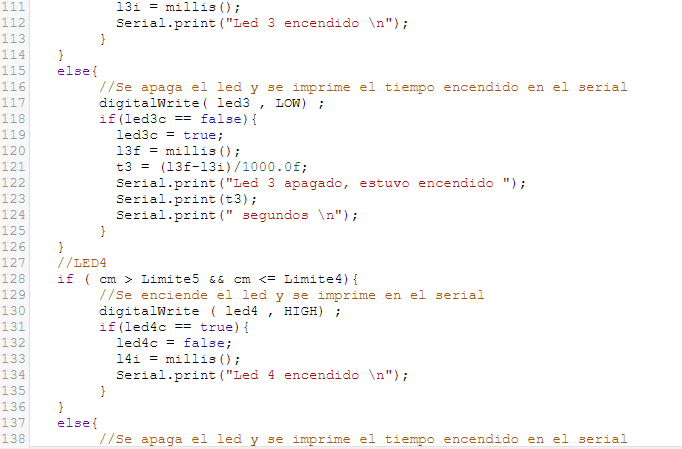 111 l3i = millis();
112 Serial.print("Led 3 encendido \n");
113 }
114 }
115 else{
116 //Se apaga el led y se imprime el tiempo encendido en el serial
117 digitalWrite( led3 , LOW) ;
118 if(led3c == false){
119 led3c = true;
120 l3f = millis();
121 t3 = (l3f-l3i)/1000.0f;
122 Serial.print("Led 3 apagado, estuvo encendido ");
123 Serial.print(t3);
124 Serial.print(" segundos \n");
125 }
126 }
127 //LED4
128 if ( cm > Limite5 && cm <= Limite4){
129 //Se enciende el led y se imprime en el serial
130 digitalWrite ( led4 , HIGH) ;
131 if(led4c == true){
132 led4c = false;
133 l4i = millis();
134 Serial.print("Led 4 encendido \n");
135 }
136 }
137 else{
138 //Se apaga el led y se imprime el tiempo encendido en el serial